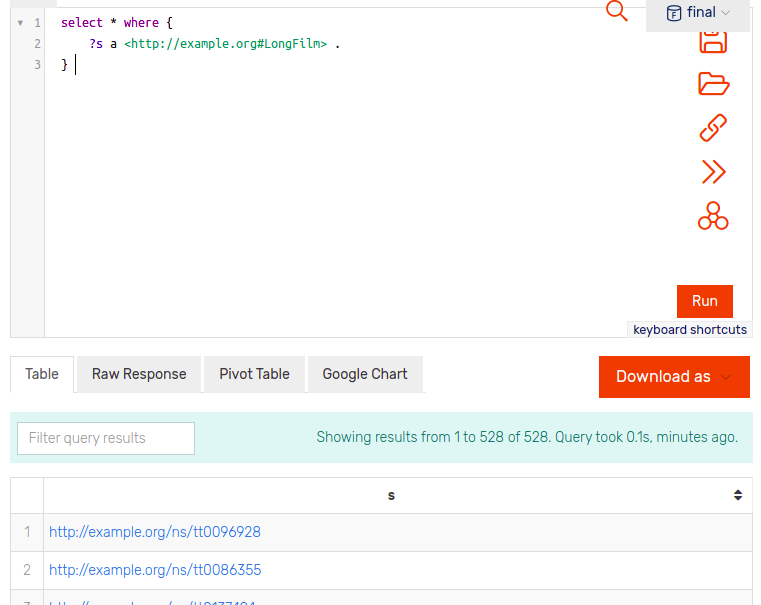 final
1 select * where {
2 ?s a <http://example.org#LongFilm> .
3 }
Run
keyboard shortcuts
Table Raw Response Pivot Table Google Chart Download as
Filter query results Showing results from 1 to 528 of 528. Query took 0.1s, minutes ago.
s
1 http://example.org/ns/tt0096928
2 http://example.org/ns/tt0086355